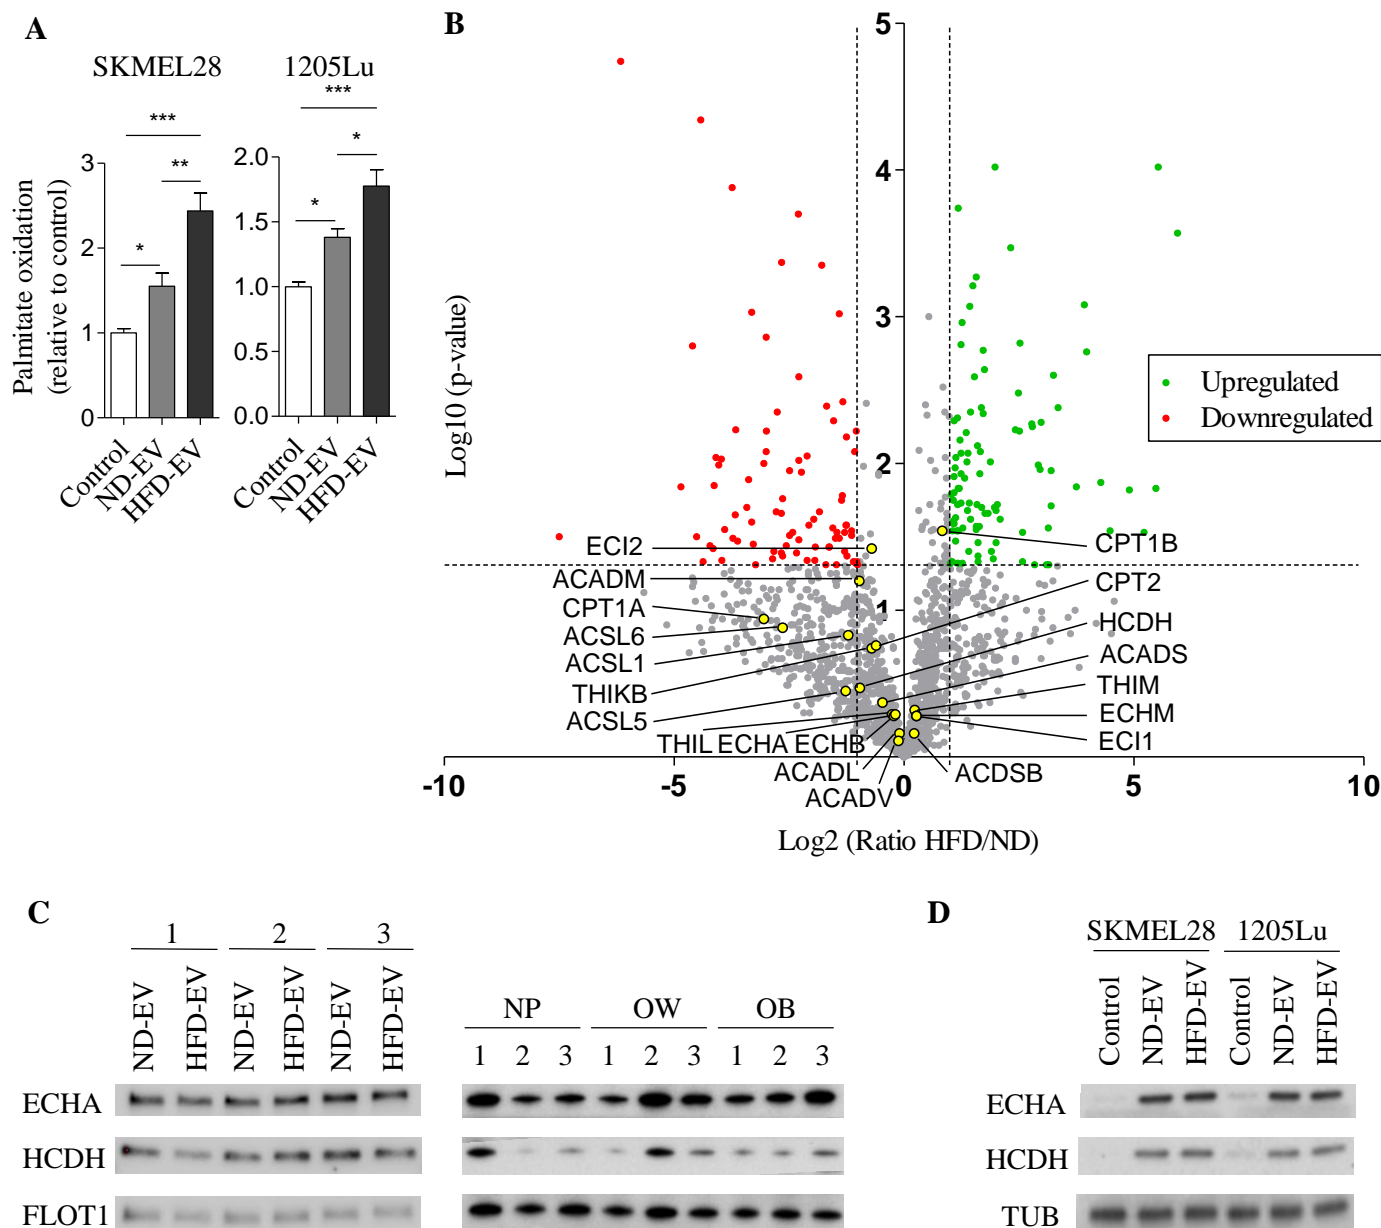 A
SKMEL28
1205Lu
***
**
*
***
*
*
Palmitate oxidation
(relative to control)
3
2
1
0
2.0
1.5
1.0
0.5
0.0
Control
ND-EV
HFD-EV
Control
ND-EV
HFD-EV
B
5
4
3
2
1
Log10 (p-value)
Upregulated
Downregulated
ECI2
ACADM
CPT1A
ACSL6
ACSL1
THIKB
ACSL5
THIL ECHA ECHB
ACADL
ACADV
CPT1B
CPT2
HCDH
ACADS
THIM
ECHM
ECI1
ACDSB
-10
-5
0
5
10
Log2 (Ratio HFD/ND)
C
1 2 3
ND-EV
HFD-EV
ND-EV
HFD-EV
ND-EV
HFD-EV
NP OW OB
1 2 3 1 2 3 1 2 3
ECHA
HCDH
FLOT1
D
SKMEL28 1205Lu
Control
ND-EV
HFD-EV
Control
ND-EV
HFD-EV
ECHA
HCDH
TUB